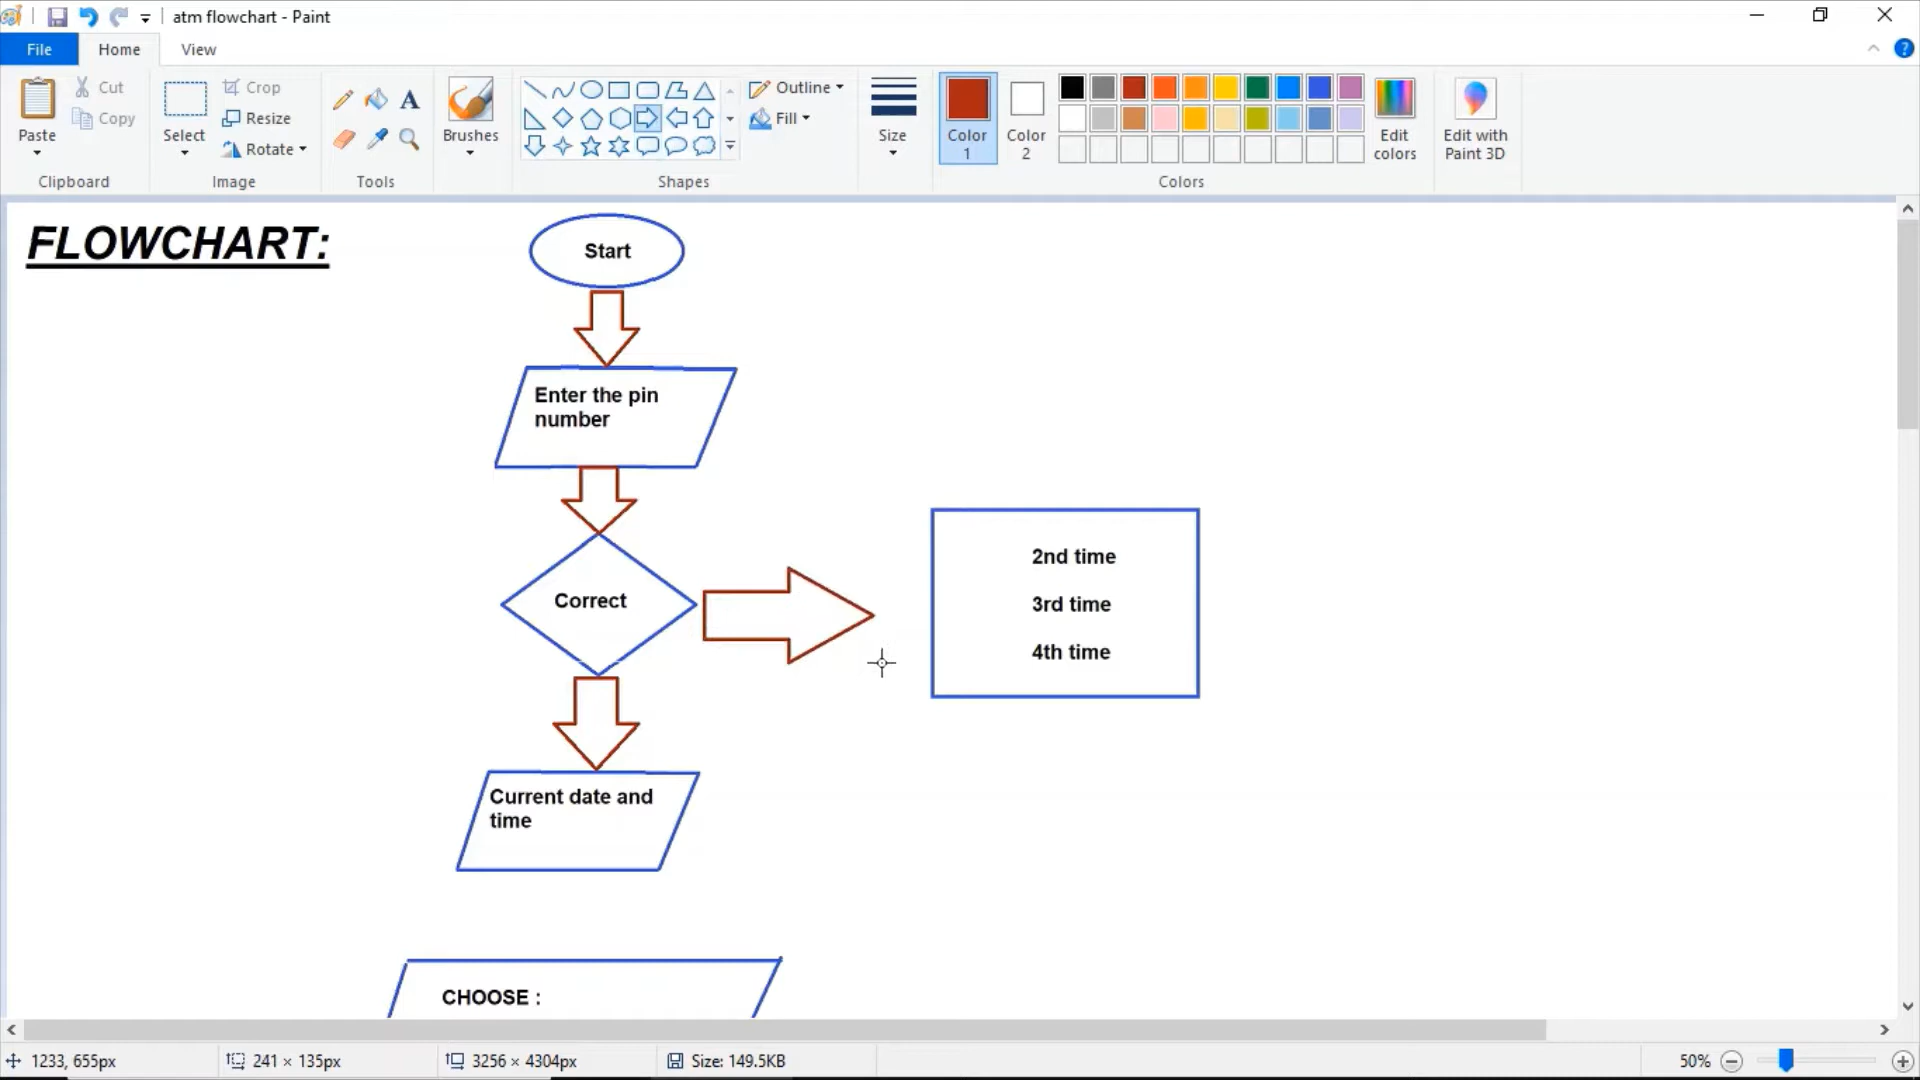 atm flowchart - Paint
File Home View
Paste
Cut
Copy
Clipboard
Select
Crop
Resize
Rotate
Image
A
Tools
Brushes
Outline
Fill
Shapes
Size
Color 1
Color 2
Edit colors
Edit with Paint 3D
Colors
FLOWCHART:
Start
Enter the pin
number
Correct
2nd time
3rd time
4th time
Current date and
time
CHOOSE :
1233, 655px
241 × 135px
3256 × 4304px
Size: 149.5KB
50%